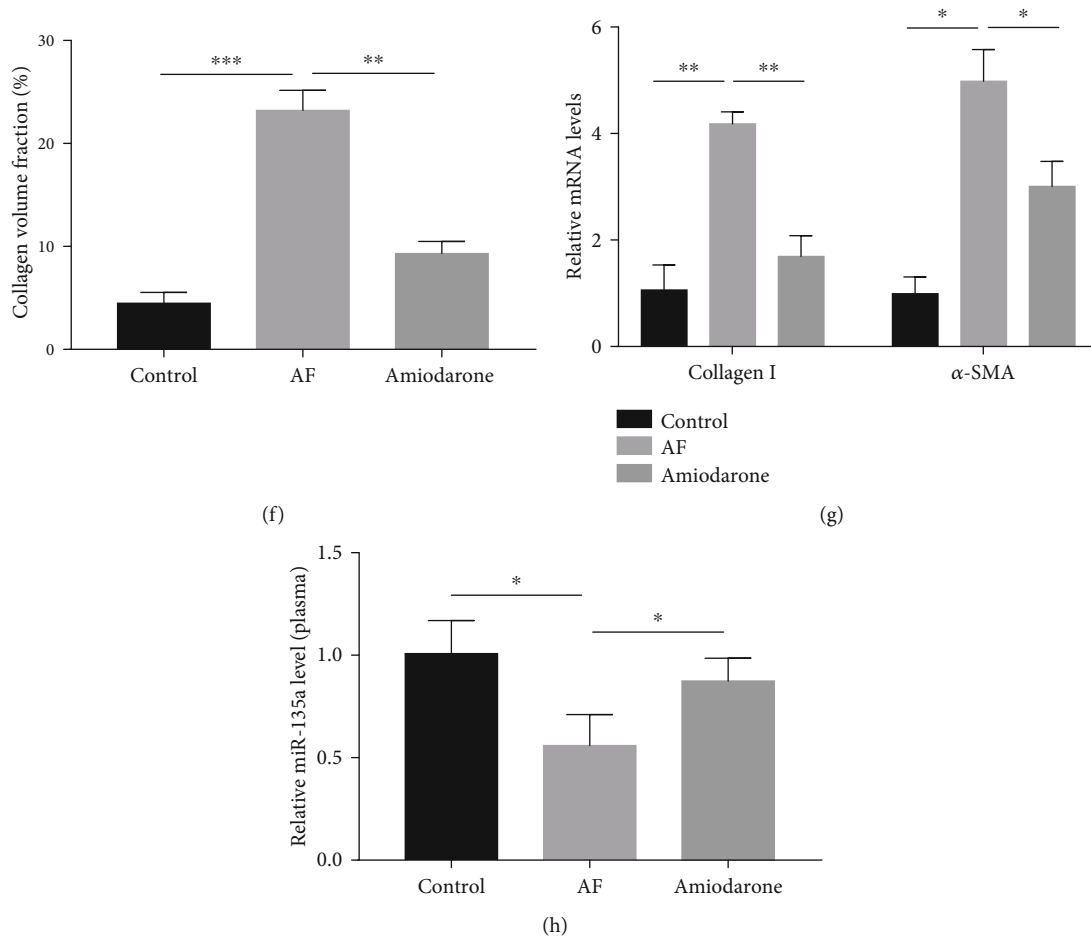 Collagen volume fraction (%)
30
20
10
0
***
**
Control
AF
Amiodarone
(f)
Relative mRNA levels
6
4
2
0
**
**
*
*
Collagen I
α-SMA
Control
AF
Amiodarone
(g)
Relative miR-135a level (plasma)
1.5
1.0
0.5
0.0
*
*
Control
AF
Amiodarone
(h)